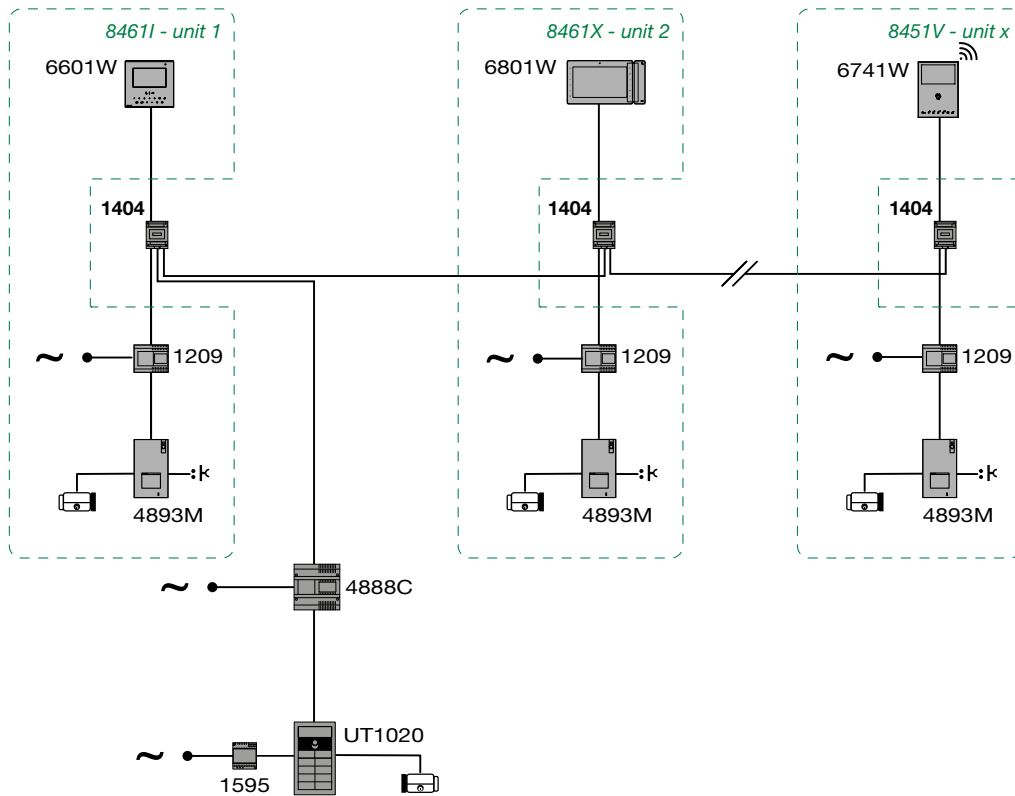 8461I - unit 1
8461X - unit 2
8451V - unit x
6601W
6801W
6741W
1404
1404
1404
~ 1209
~ 1209
~ 1209
4893M
4893M
4893M
~ 4888C
UT1020
~
1595